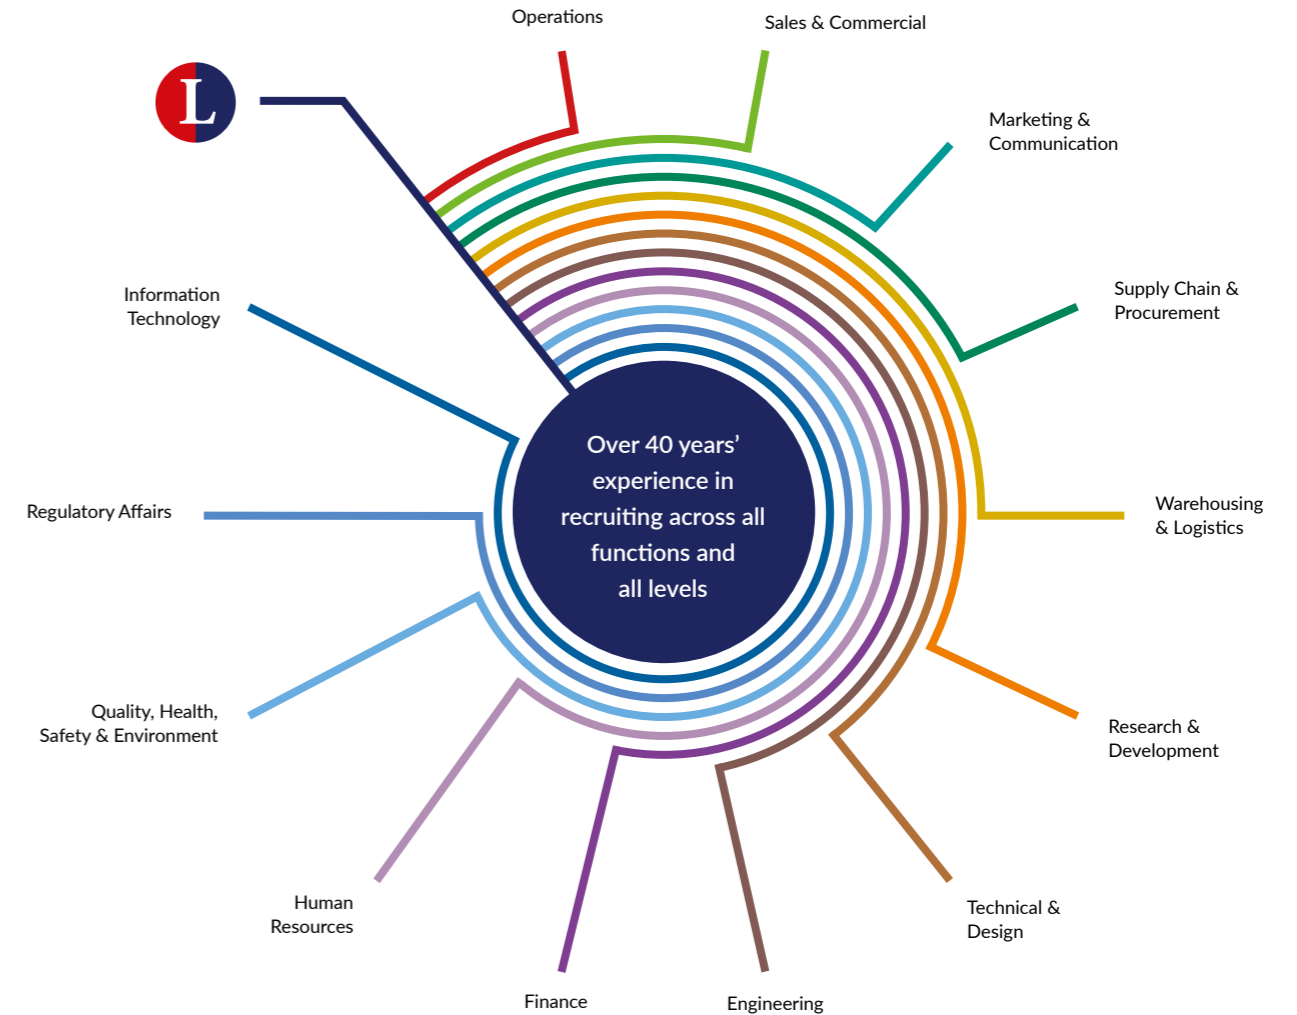 Operations
Sales & Commercial
L
Marketing &
Communication
Supply Chain &
Procurement
Information
Technology
Over 40 years’
experience in
recruiting across all
functions and
all levels
Regulatory Affairs
Warehousing
& Logistics
Quality, Health,
Safety & Environment
Research &
Development
Human
Resources
Technical &
Design
Finance
Engineering